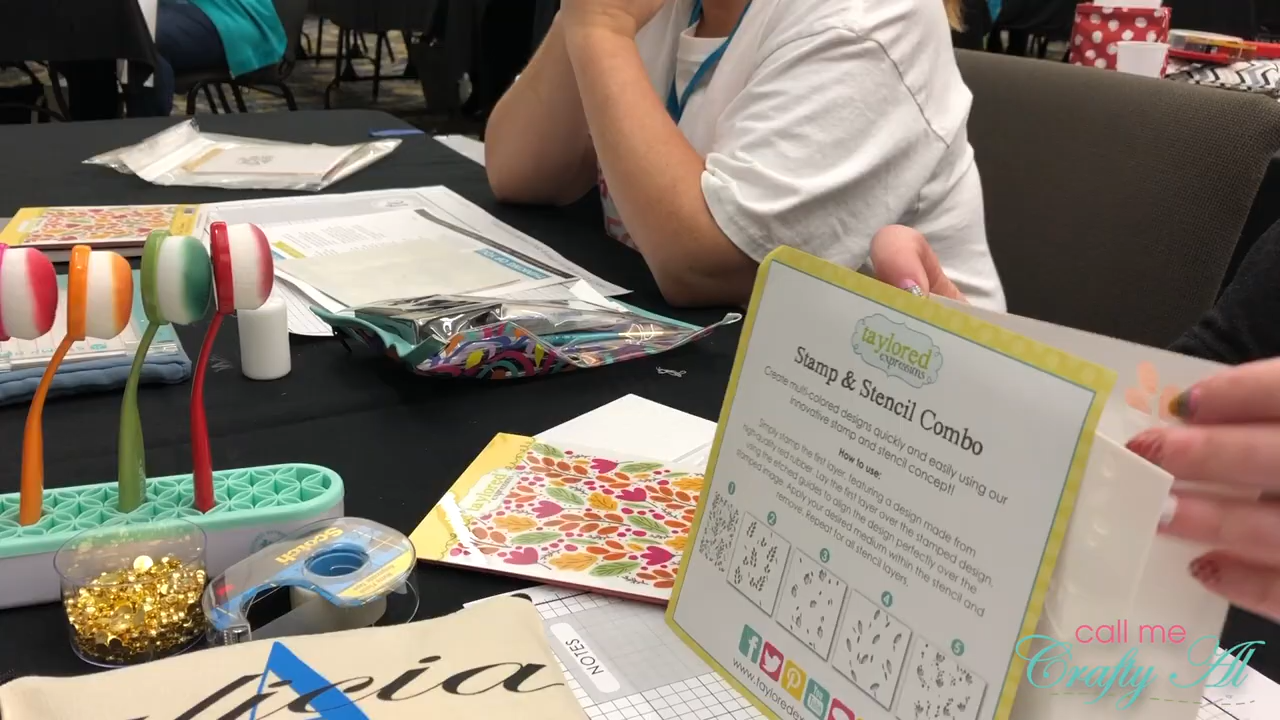 taylored
expressions
Stamp & Stencil Combo
Create multi-colored designs quickly and easily using our
innovative stamp and stencil concept!
How to use:
Simply stamp the first layer, featuring a design made from
high-quality red rubber. Lay the first layer over the stamped design,
using the etched guides to align the design perfectly over the
stamped image. Apply your desired medium within the stencil and
remove. Repeat for all stencil layers.
1
2
3
4
5
You
www.tayloredex
taylored
Scotch
NOTES
licia
call me
Crafty Al